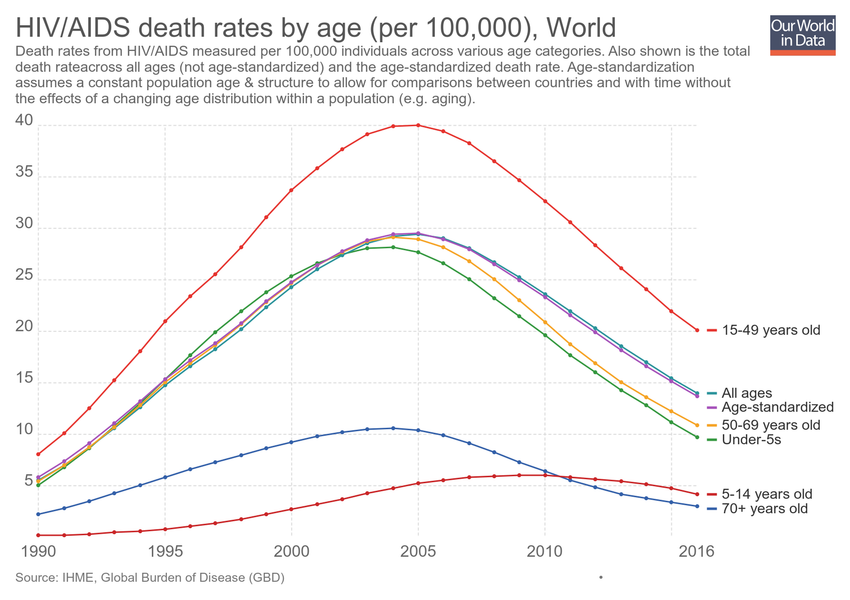 HIV/AIDS death rates by age (per 100,000), World
Our World
in Data
Death rates from HIV/AIDS measured per 100,000 individuals across various age categories. Also shown is the total
death rateacross all ages (not age-standardized) and the age-standardized death rate. Age-standardization
assumes a constant population age & structure to allow for comparisons between countries and with time without
the effects of a changing age distribution within a population (e.g. aging).
40
35
30
25
20
15
10
5
15-49 years old
All ages
Age-standardized
50-69 years old
Under-5s
5-14 years old
70+ years old
1990
1995
2000
2005
2010
2016
Source: IHME, Global Burden of Disease (GBD)